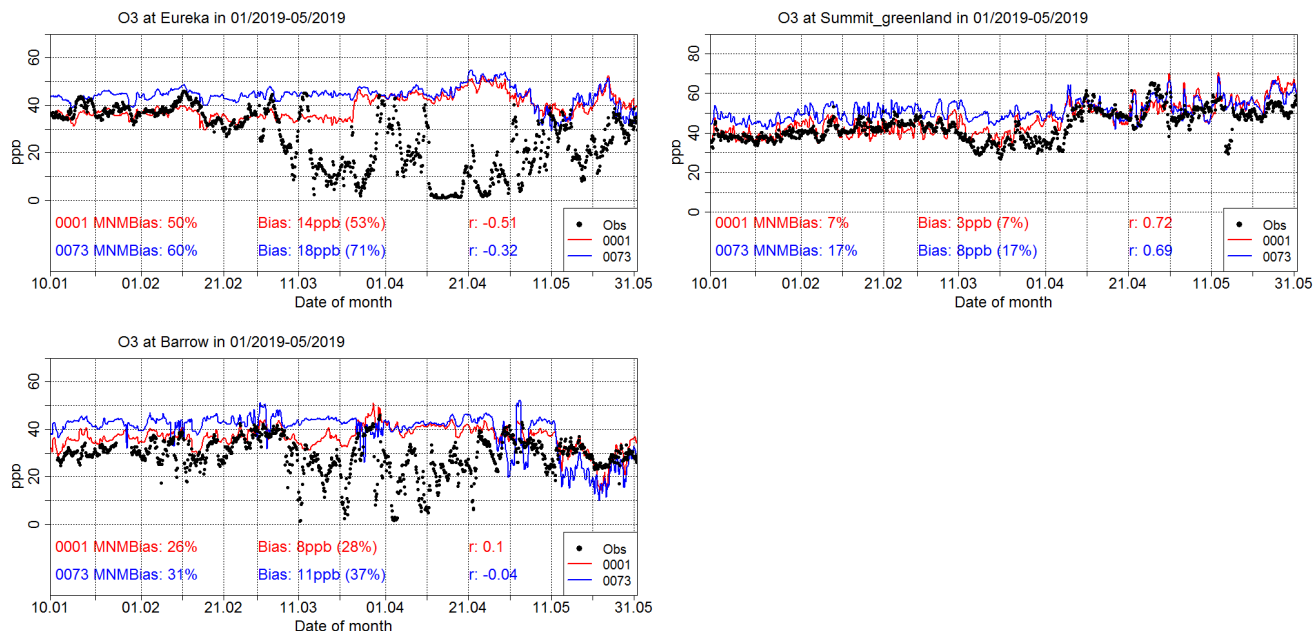 O3 at Eureka in 01/2019-05/2019
60
40
20
0
ppb
0001 MNMBias: 50% Bias: 14ppb (53%) r: -0.51
0073 MNMBias: 60% Bias: 18ppb (71%) r: -0.32
Obs
0001
0073
10.01 01.02 21.02 11.03 01.04 21.04 11.05 31.05
Date of month
O3 at Summit_greenland in 01/2019-05/2019
80
60
40
20
0
ppb
0001 MNMBias: 7% Bias: 3ppb (7%) r: 0.72
0073 MNMBias: 17% Bias: 8ppb (17%) r: 0.69
Obs
0001
0073
10.01 01.02 21.02 11.03 01.04 21.04 11.05 31.05
Date of month
O3 at Barrow in 01/2019-05/2019
60
40
20
0
ppb
0001 MNMBias: 26% Bias: 8ppb (28%) r: 0.1
0073 MNMBias: 31% Bias: 11ppb (37%) r: -0.04
Obs
0001
0073
10.01 01.02 21.02 11.03 01.04 21.04 11.05 31.05
Date of month